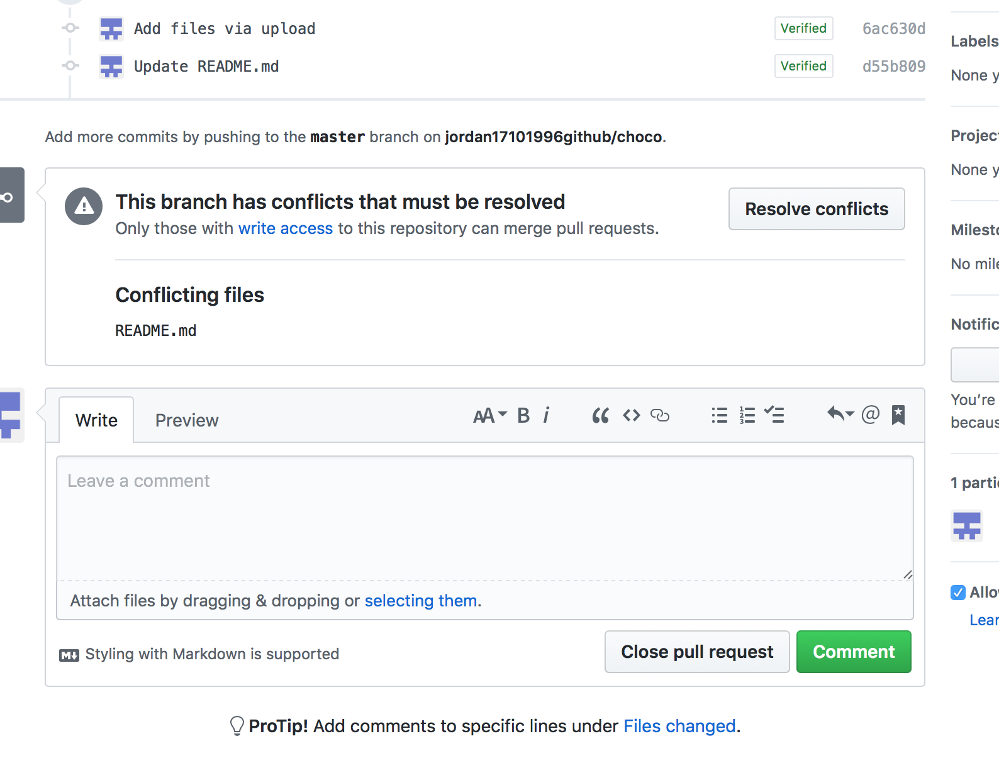 Add files via upload Verified 6ac630d
Update README.md Verified d55b809
Add more commits by pushing to the master branch on jordan17101996github/choco.
This branch has conflicts that must be resolved
Only those with write access to this repository can merge pull requests.
Resolve conflicts
Conflicting files
README.md
Write Preview AA B i
Leave a comment
Attach files by dragging & dropping or selecting them.
M Styling with Markdown is supported
Close pull request Comment
ProTip! Add comments to specific lines under Files changed.
Labels
None y
Projec
None y
Milesto
No mile
Notific
You’re
becaus
1 parti
Allo
Lear